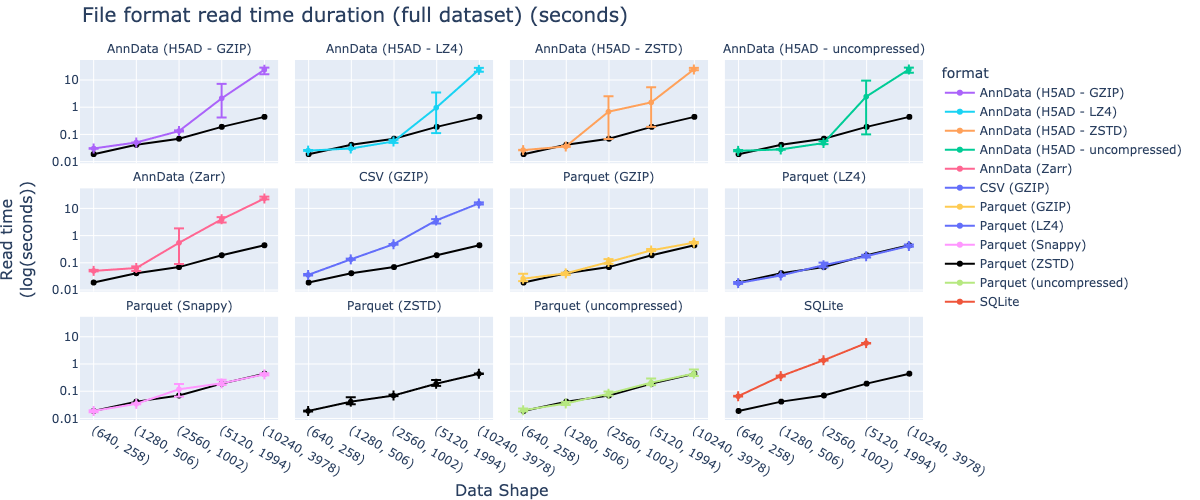 File format read time duration (full dataset) (seconds)
AnnData (H5AD - GZIP)
AnnData (H5AD - LZ4)
AnnData (H5AD - ZSTD)
AnnData (H5AD - uncompressed)
10
1
0.1
0.01
AnnData (Zarr)
CSV (GZIP)
Parquet (GZIP)
Parquet (LZ4)
10
1
0.1
0.01
Parquet (Snappy)
Parquet (ZSTD)
Parquet (uncompressed)
SQLite
10
1
0.1
0.01
Read time
(log(seconds))
(640, 258)
(1280, 506)
(2560, 1002)
(5120, 1994)
(10240, 3978)
(640, 258)
(1280, 506)
(2560, 1002)
(5120, 1994)
(10240, 3978)
(640, 258)
(1280, 506)
(2560, 1002)
(5120, 1994)
(10240, 3978)
(640, 258)
(1280, 506)
(2560, 1002)
(5120, 1994)
(10240, 3978)
Data Shape
format
AnnData (H5AD - GZIP)
AnnData (H5AD - LZ4)
AnnData (H5AD - ZSTD)
AnnData (H5AD - uncompressed)
AnnData (Zarr)
CSV (GZIP)
Parquet (GZIP)
Parquet (LZ4)
Parquet (Snappy)
Parquet (ZSTD)
Parquet (uncompressed)
SQLite